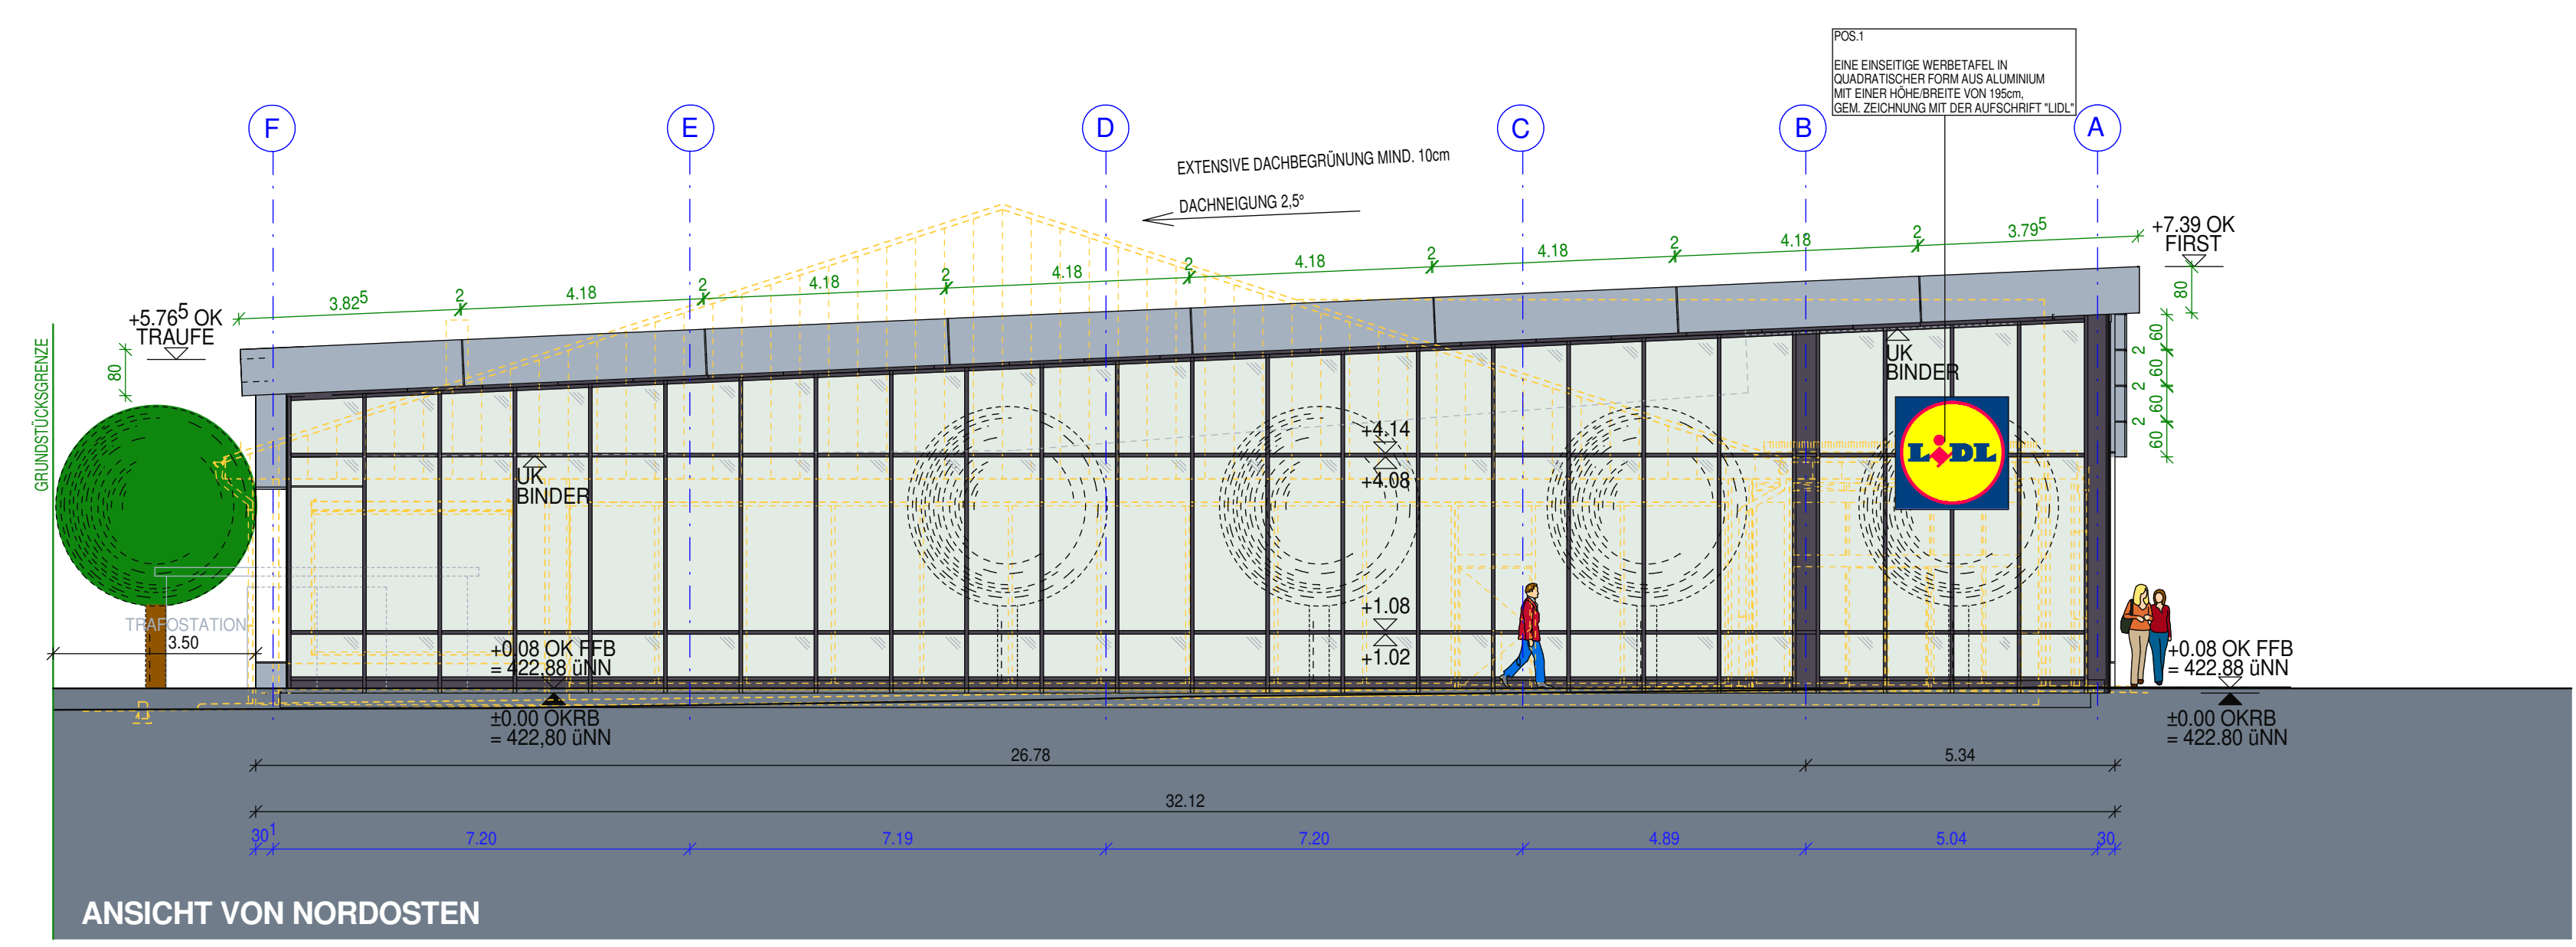 POS.1
EINE EINSEITIGE WERBETAFEL IN
QUADRATISCHER FORM AUS ALUMINIUM
MIT EINER HÖHE/BREITE VON 195cm,
GEM. ZEICHNUNG MIT DER AUFSCHRIFT "LIDL"
F
E
D
C
B
A
EXTENSIVE DACHBEGRÜNUNG MIND. 10cm
DACHNEIGUNG 2,5°
+7.39 OK
FIRST
80
3.82⁵
2
4.18
2
4.18
2
4.18
2
4.18
2
4.18
2
4.18
2
3.79⁵
+5.76⁵ OK
TRAUFE
80
GRUNDSTÜCKSGRENZE
60
2
60
2
60
2
60
UK
BINDER
UK
BINDER
LIDL
+4.14
+4.08
+1.08
+1.02
TRAFOSTATION
3.50
+0.08 OK FFB
= 422,88 üNN
±0.00 OKRB
= 422,80 üNN
+0.08 OK FFB
= 422.88 üNN
±0.00 OKRB
= 422.80 üNN
26.78
5.34
32.12
30¹
7.20
7.19
7.20
4.89
5.04
30
ANSICHT VON NORDOSTEN